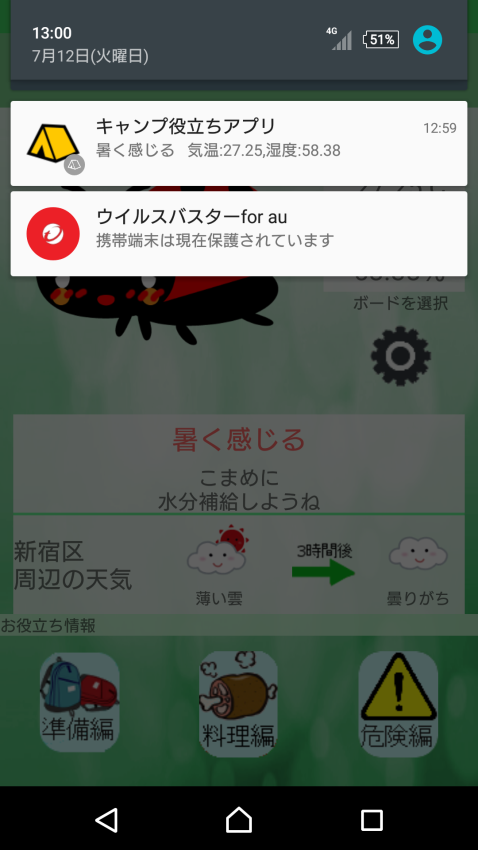 13:00
4G
51%
7月12日(火曜日)
キャンプ役立ちアプリ
12:59
暑く感じる 気温:27.25,湿度:58.38
ウイルスバスターfor au
携帯端末は現在保護されています
ボードを選択
暑く感じる
こまめに
水分補給しようね
新宿区
周辺の天気
薄い雲
3時間後
曇りがち
お役立ち情報
準備編
料理編
危険編